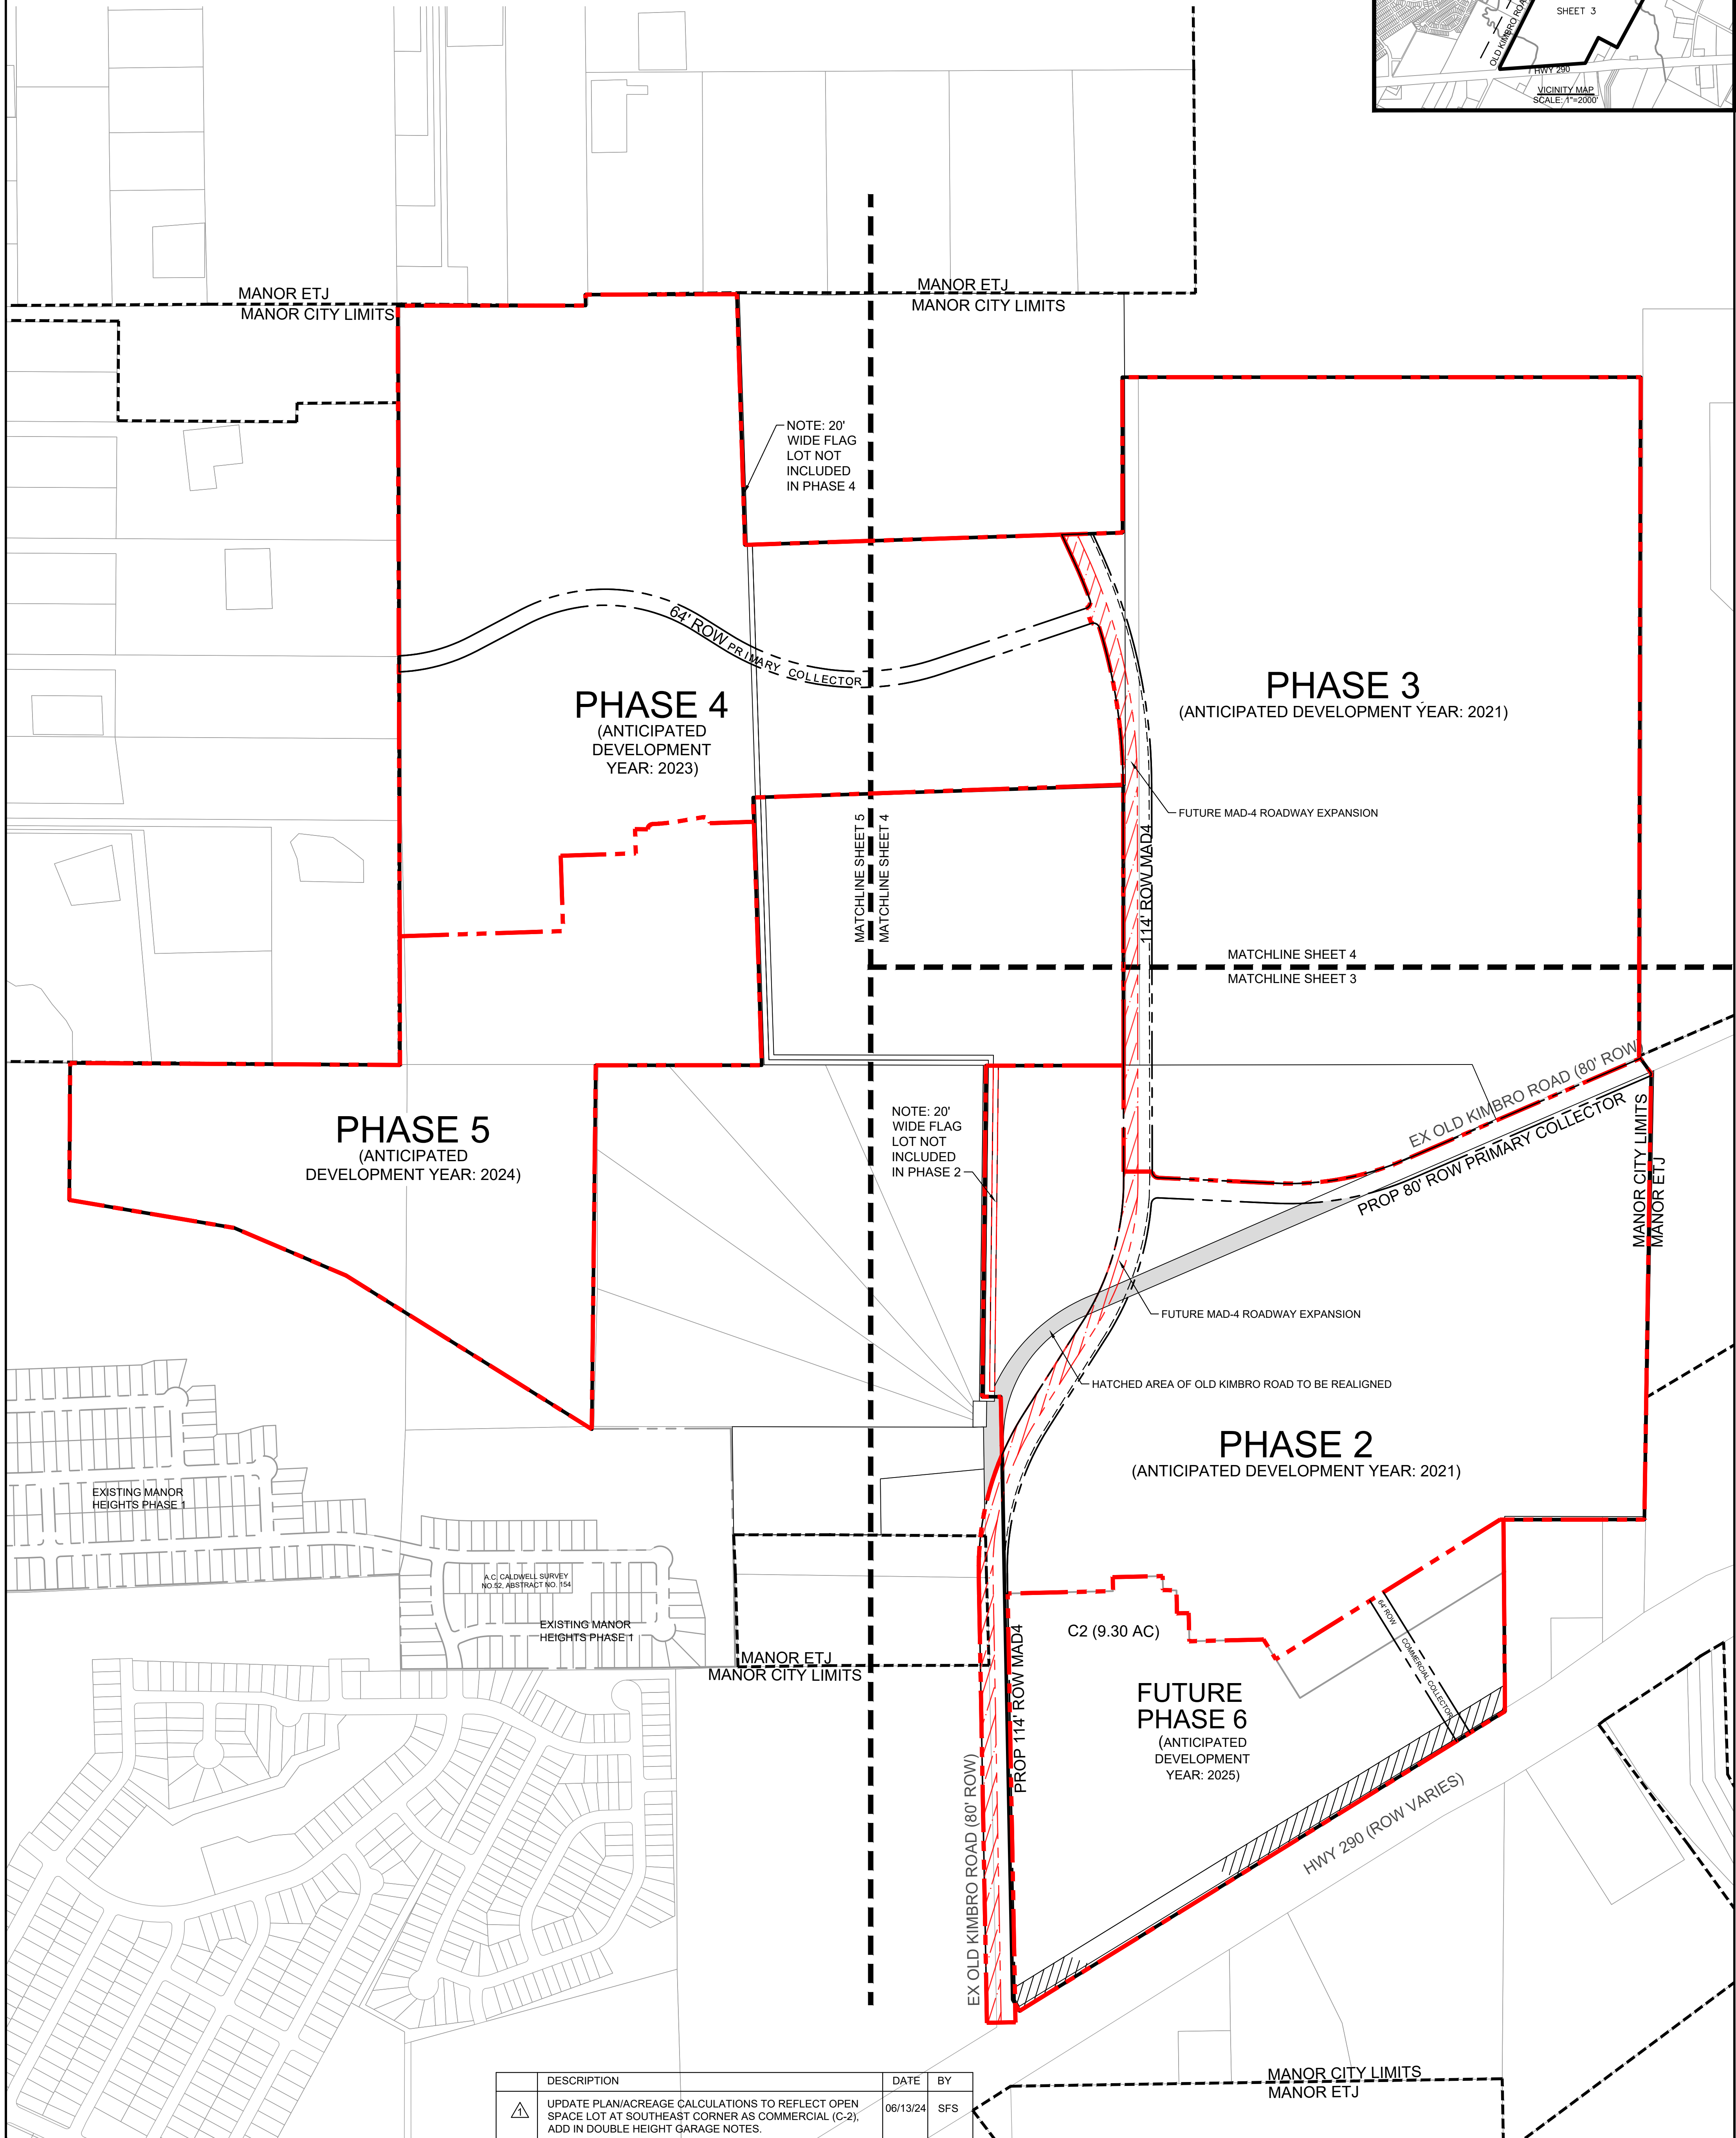 SHEET 3
OLD KIMBRO
HWY 290
VICINITY MAP
SCALE: 1"=2000'
MANOR ETJ
MANOR CITY LIMITS
MANOR ETJ
MANOR CITY LIMITS
NOTE: 20'
WIDE FLAG
LOT NOT
INCLUDED
IN PHASE 4
64' ROW PRIMARY COLLECTOR
PHASE 4
(ANTICIPATED
DEVELOPMENT
YEAR: 2023)
PHASE 3
(ANTICIPATED DEVELOPMENT YEAR: 2021)
FUTURE MAD-4 ROADWAY EXPANSION
MATCHLINE SHEET 5
MATCHLINE SHEET 4
114' ROW MAD4
MATCHLINE SHEET 4
MATCHLINE SHEET 3
EX OLD KIMBRO ROAD (80' ROW)
PROP 80' ROW PRIMARY COLLECTOR
MANOR CITY LIMITS
MANOR ETJ
PHASE 5
(ANTICIPATED
DEVELOPMENT YEAR: 2024)
NOTE: 20'
WIDE FLAG
LOT NOT
INCLUDED
IN PHASE 2
FUTURE MAD-4 ROADWAY EXPANSION
HATCHED AREA OF OLD KIMBRO ROAD TO BE REALIGNED
PHASE 2
(ANTICIPATED DEVELOPMENT YEAR: 2021)
EXISTING MANOR
HEIGHTS PHASE 1
A.C. CALDWELL SURVEY
NO.52, ABSTRACT NO. 154
EXISTING MANOR
HEIGHTS PHASE 1
MANOR ETJ
MANOR CITY LIMITS
C2 (9.30 AC)
64' ROW
COMMERCIAL COLLECTOR
PROP 114' ROW MAD4
EX OLD KIMBRO ROAD (80' ROW)
FUTURE
PHASE 6
(ANTICIPATED
DEVELOPMENT
YEAR: 2025)
HWY 290 (ROW VARIES)
MANOR CITY LIMITS
MANOR ETJ
DESCRIPTION DATE BY
1 UPDATE PLAN/ACREAGE CALCULATIONS TO REFLECT OPEN 06/13/24 SFS
SPACE LOT AT SOUTHEAST CORNER AS COMMERCIAL (C-2),
ADD IN DOUBLE HEIGHT GARAGE NOTES.